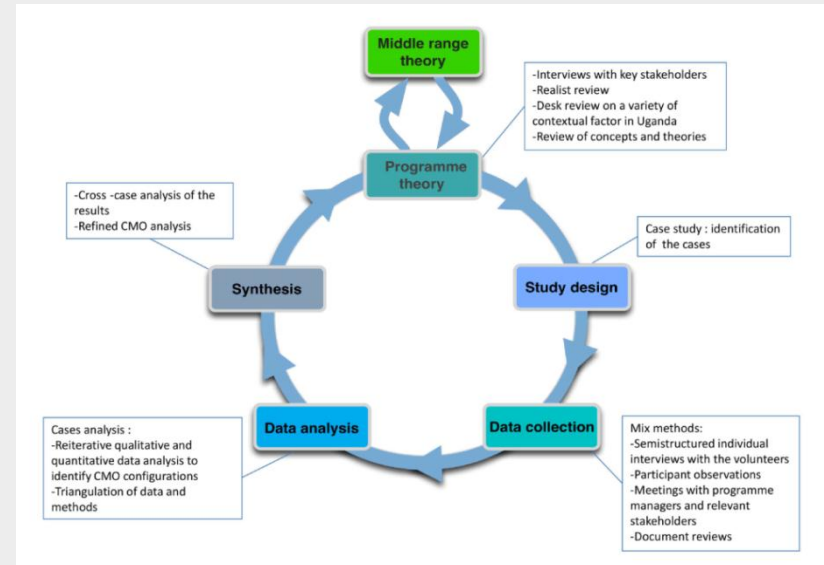 Middle range
theory
-Interviews with key stakeholders
-Realist review
-Desk review on a variety of
contextual factor in Uganda
-Review of concepts and theories
Programme
theory
-Cross -case analysis of the
results
-Refined CMO analysis
Case study : identification
of the cases
Synthesis
Study design
Cases analysis :
-Reiterative qualitative and
quantitative data analysis to
identify CMO configurations
-Triangulation of data and
methods
Data analysis
Data collection
Mix methods:
-Semistructured individual
interviews with the volunteers
-Participant observations
-Meetings with programme
managers and relevant
stakeholders
-Document reviews